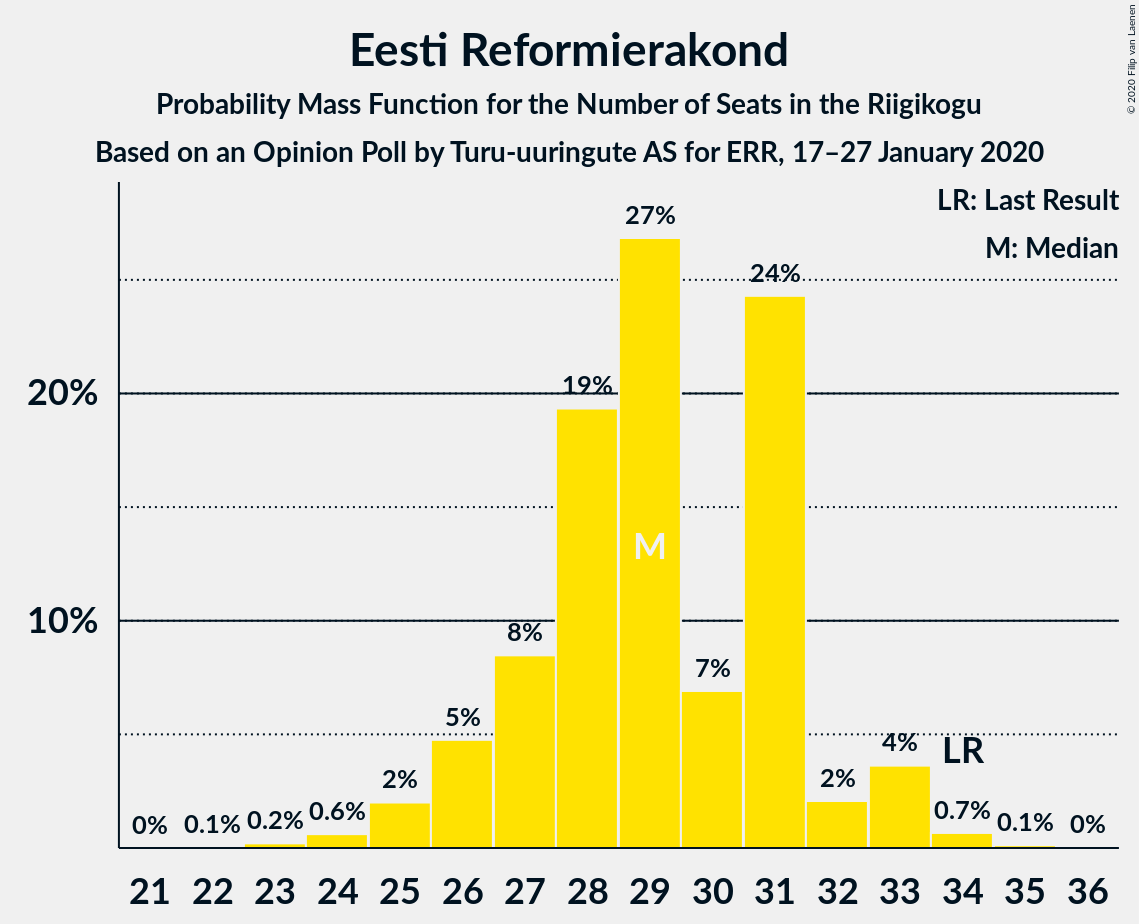 Eesti Reformierakond
Probability Mass Function for the Number of Seats in the Riigikogu
Based on an Opinion Poll by Turu-uuringute AS for ERR, 17–27 January 2020
© 2020 Filip van Laenen
LR: Last Result
M: Median
20%
10%
0% 0.1% 0.2% 0.6% 2% 5% 8% 19% 27% 7% 24% 2% 4% 0.7% 0.1% 0%
M
LR
21 22 23 24 25 26 27 28 29 30 31 32 33 34 35 36